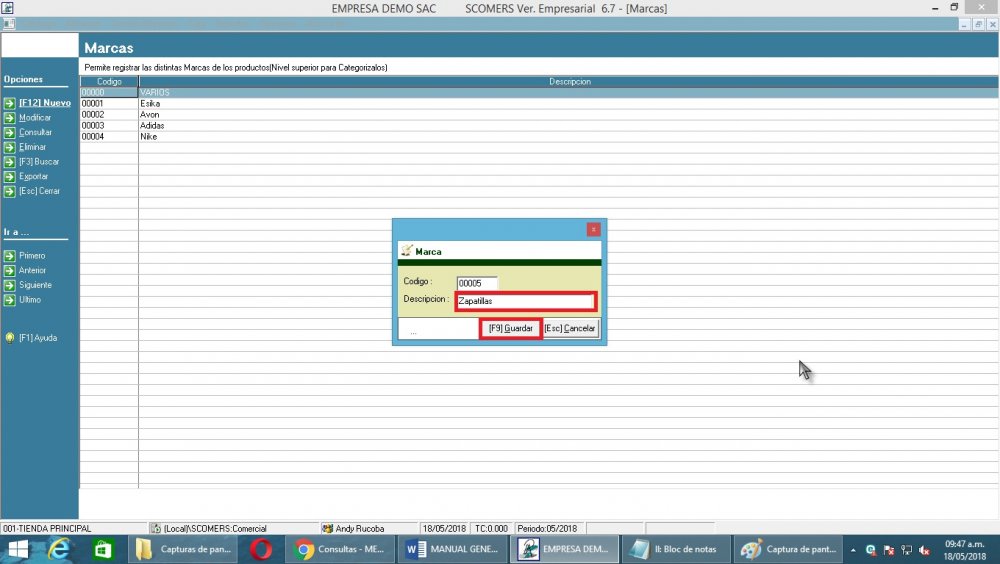 EMPRESA DEMO SAC SCOMERS Ver. Empresarial 6.7 - [Marcas]
Marcas
Permite registrar las distintas Marcas de los productos(Nivel superior para Categorizalos)
Opciones
[F12] Nuevo
Modificar
Consultar
Eliminar
[F3] Buscar
Exportar
[Esc] Cerrar
Ir a ...
Primero
Anterior
Siguiente
Ultimo
[F1] Ayuda
Codigo Descripcion
00000 VARIOS
00001 Esika
00002 Avon
00003 Adidas
00004 Nike
Marca
Codigo : 00005
Descripcion : Zapatillas
... [F9] Guardar [Esc] Cancelar
001-TIENDA PRINCIPAL (Local)\SCOMERS:Comercial Andy Rucoba 18/05/2018 TC:0.000 Periodo:05/2018
Capturas de pan... Consultas - ME... MANUAL GENE... EMPRESA DEM... II: Bloc de notas Captura de pant... 09:47 a.m.
18/05/2018